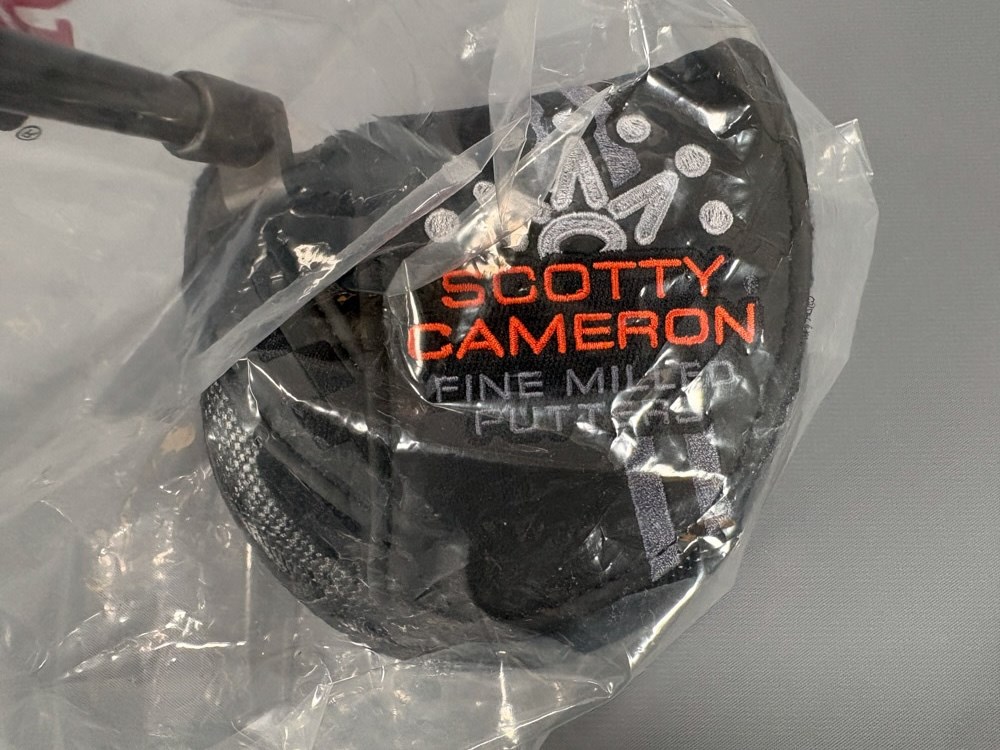 SCOTTY
CAMERON
FINE MILLED
PUTTERS
®